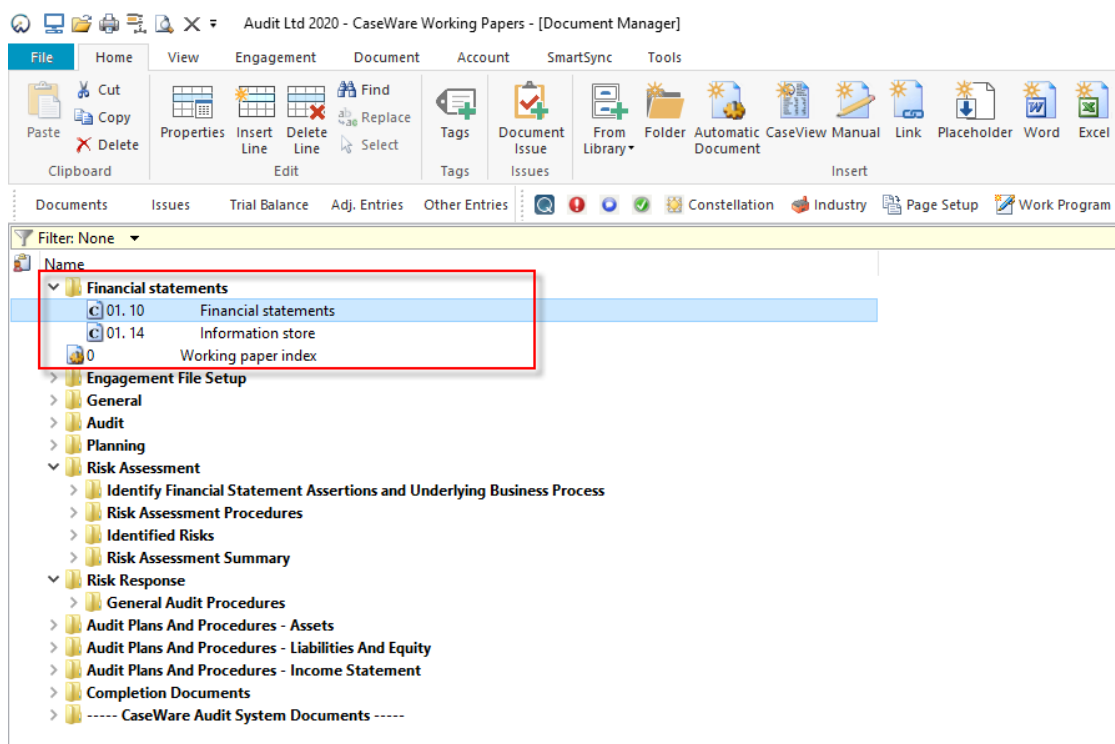 Audit Ltd 2020 - CaseWare Working Papers - [Document Manager]
File Home View Engagement Document Account SmartSync Tools
Cut Find
Copy Replace
Paste Delete Properties Insert Line Delete Line Select Tags Document Issue From Library Folder Automatic Document CaseView Manual Link Placeholder Word Excel
Clipboard Edit Tags Issues Insert
Documents Issues Trial Balance Adj. Entries Other Entries Constellation Industry Page Setup Work Program
Filter: None
Name
Financial statements
01. 10 Financial statements
01. 14 Information store
0 Working paper index
Engagement File Setup
General
Audit
Planning
Risk Assessment
Identify Financial Statement Assertions and Underlying Business Process
Risk Assessment Procedures
Identified Risks
Risk Assessment Summary
Risk Response
General Audit Procedures
Audit Plans And Procedures - Assets
Audit Plans And Procedures - Liabilities And Equity
Audit Plans And Procedures - Income Statement
Completion Documents
----- CaseWare Audit System Documents -----